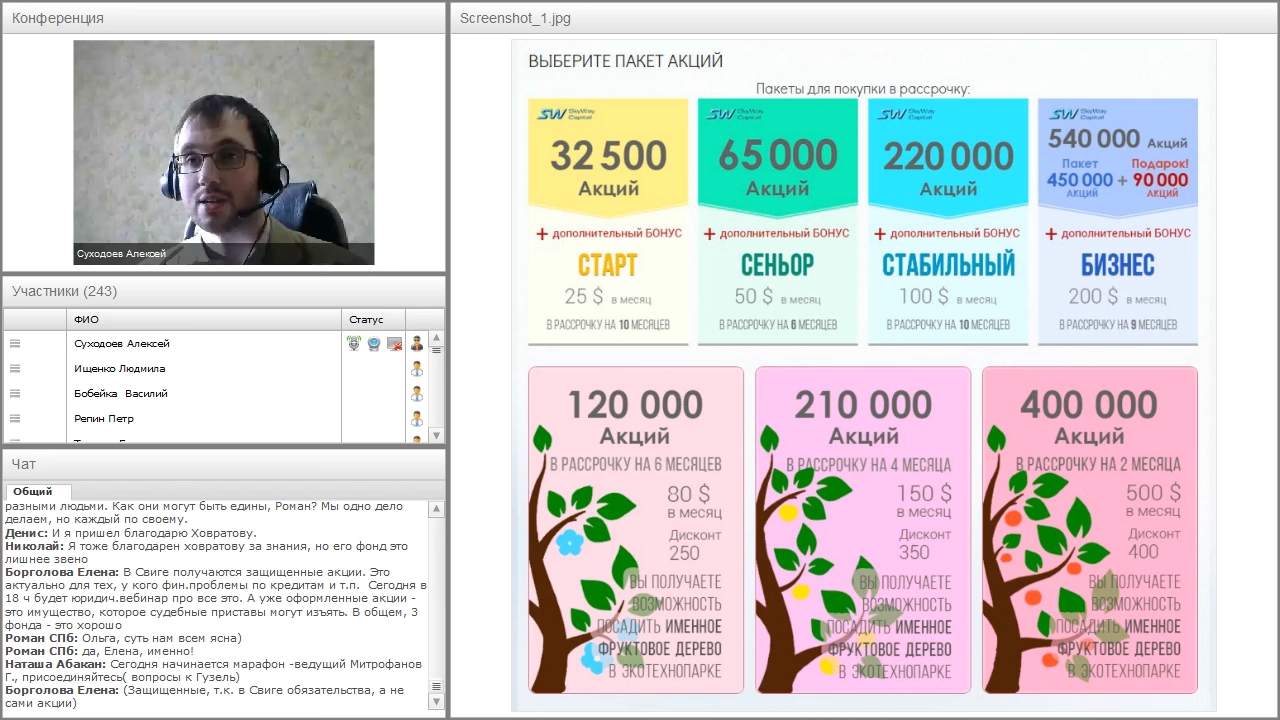 Конференция
Суходоев Алексей
Участники (243)
ФИО
Статус
Суходоев Алексей
Ищенко Людмила
Бобейка Василий
Репин Петр
Чат
Общий
разными людьми. Как они могут быть едины, Роман? Мы одно дело
делаем, но каждый по своему.
Денис: И я пришел благодарю Ховратову.
Николай: Я тоже благодарен ховратову за знания, но его фонд это
лишнее звено
Борголова Елена: В Свиге получаются защищенные акции. Это
актуально для тех, у кого фин.проблемы по кредитам и т.п. Сегодня в
18 ч будет юридич.вебинар про все это. А уже оформленные акции -
это имущество, которое судебные приставы могут изъять. В общем, 3
фонда - это хорошо
Роман СПб: Ольга, суть нам всем ясна)
Роман СПб: да, Елена, именно!
Наташа Абакан: Сегодня начинается марафон -ведущий Митрофанов
Г., присоединяйтесь( вопросы к Гузель)
Борголова Елена: (Защищенные, т.к. в Свиге обязательства, а не
сами акции)
Screenshot_1.jpg
ВЫБЕРИТЕ ПАКЕТ АКЦИЙ
Пакеты для покупки в рассрочку:
SW SkyWay Capital
32 500
Акций
+ дополнительный БОНУС
СТАРТ
25 $ в месяц
В РАССРОЧКУ НА 10 МЕСЯЦЕВ
SW SkyWay Capital
65 000
Акций
+ дополнительный БОНУС
СЕНЬОР
50 $ в месяц
В РАССРОЧКУ НА 6 МЕСЯЦЕВ
SW SkyWay Capital
220 000
Акций
+ дополнительный БОНУС
СТАБИЛЬНЫЙ
100 $ в месяц
В РАССРОЧКУ НА 10 МЕСЯЦЕВ
SW SkyWay Capital
540 000 Акций
Пакет Подарок!
450 000 + 90 000
АКЦИЙ АКЦИЙ
+ дополнительный БОНУС
БИЗНЕС
200 $ в месяц
В РАССРОЧКУ НА 9 МЕСЯЦЕВ
120 000
Акций
В РАССРОЧКУ НА 6 МЕСЯЦЕВ
80 $
в месяц
Дисконт
250
ВЫ ПОЛУЧАЕТЕ
ВОЗМОЖНОСТЬ
ПОСАДИТЬ ИМЕННОЕ
ФРУКТОВОЕ ДЕРЕВО
В ЭКОТЕХНОПАРКЕ
210 000
Акций
В РАССРОЧКУ НА 4 МЕСЯЦА
150 $
в месяц
Дисконт
350
ВЫ ПОЛУЧАЕТЕ
ВОЗМОЖНОСТЬ
ПОСАДИТЬ ИМЕННОЕ
ФРУКТОВОЕ ДЕРЕВО
В ЭКОТЕХНОПАРКЕ
400 000
Акций
В РАССРОЧКУ НА 2 МЕСЯЦА
500 $
в месяц
Дисконт
400
ВЫ ПОЛУЧАЕТЕ
ВОЗМОЖНОСТЬ
ПОСАДИТЬ ИМЕННОЕ
ФРУКТОВОЕ ДЕРЕВО
В ЭКОТЕХНОПАРКЕ